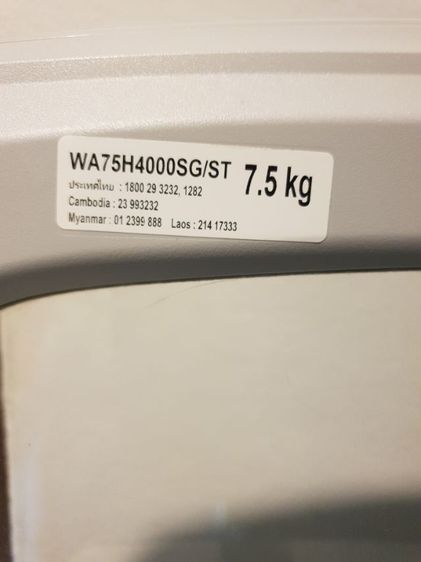 WA75H4000SG/ST 7.5 kg
ประเทศไทย : 1800 29 3232, 1282
Cambodia : 23 993232
Myanmar : 01 2399 888 Laos : 214 17333